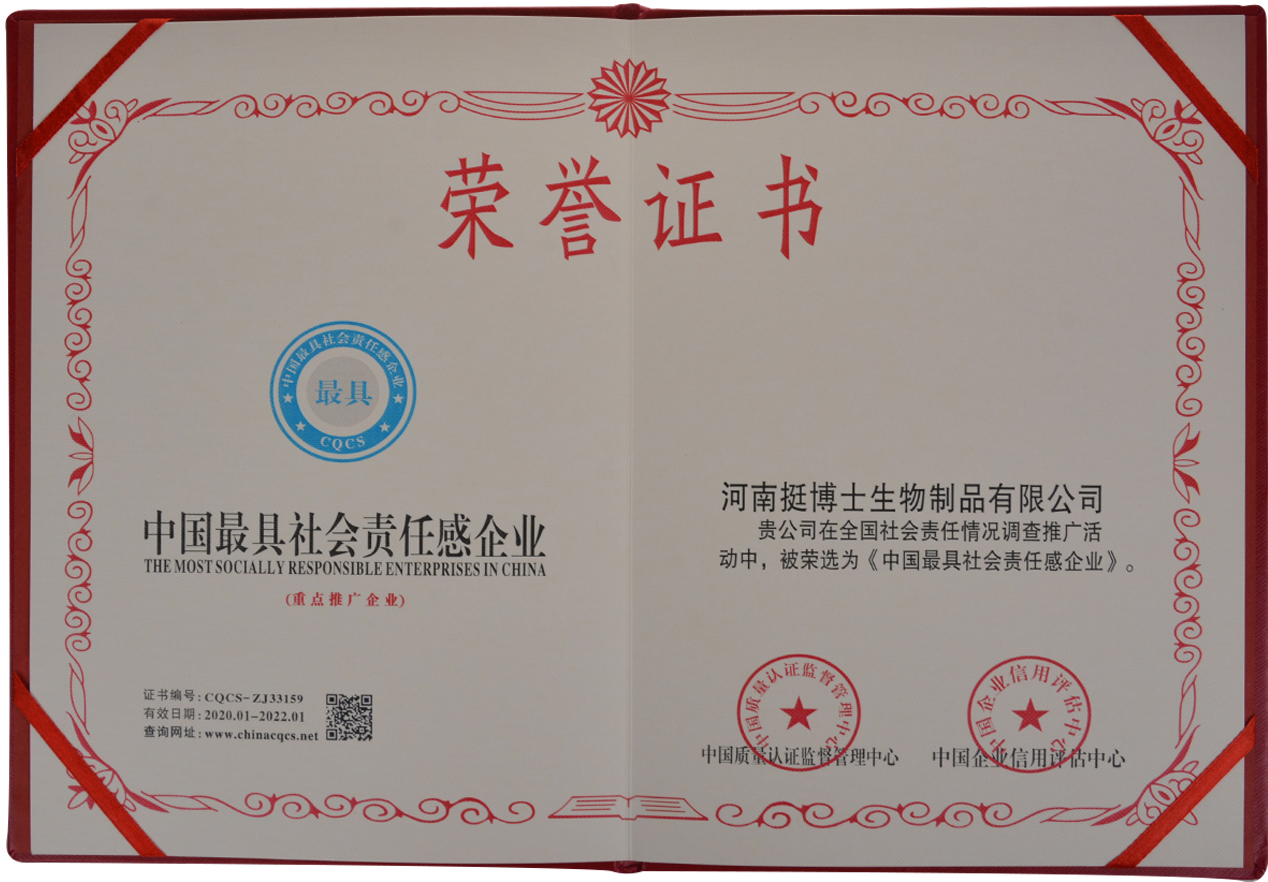 荣誉证书
中国最具社会责任感企业
最具
CQCS
中国最具社会责任感企业
THE MOST SOCIALLY RESPONSIBLE ENTERPRISES IN CHINA
(重点推广企业)
证书编号:CQCS-ZJ33159
有效日期:2020.01-2022.01
查询网址:www.chinacqcs.net
河南挺博士生物制品有限公司
贵公司在全国社会责任情况调查推广活
动中，被荣选为《中国最具社会责任感企业》。
中国质量认证监督管理中心
中国质量认证监督管理中心
中国企业信用评估中心
中国企业信用评估中心